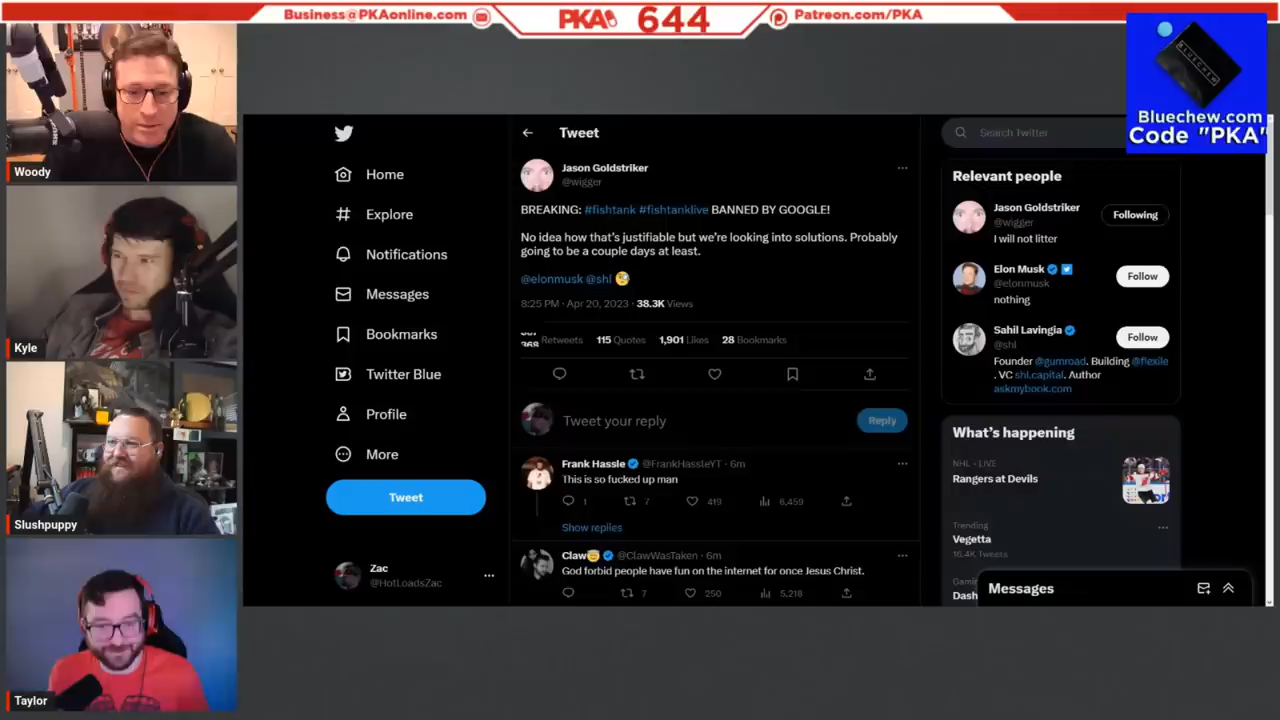 Business@PKAonline.com
PKA 644
Patreon.com/PKA
BLUECHEW
Bluechew.com
Code "PKA"
Woody
Kyle
Slushpuppy
Taylor
Home
Explore
Notifications
Messages
Bookmarks
Twitter Blue
Profile
More
Tweet
Zac
@HotLoadsZac
Tweet
Jason Goldstriker
@wigger
BREAKING: #fishtank #fishtanklive BANNED BY GOOGLE!
No idea how that's justifiable but we're looking into solutions. Probably
going to be a couple days at least.
@elonmusk @shl 🧐
8:25 PM · Apr 20, 2023 · 38.3K Views
368 Retweets 115 Quotes 1,901 Likes 28 Bookmarks
Tweet your reply
Reply
Frank Hassle @FrankHassleYT · 6m
This is so fucked up man
1 7 419 6,459
Show replies
Claw😇 @ClawWasTaken · 6m
God forbid people have fun on the internet for once Jesus Christ.
7 250 5,218
Search Twitter
Relevant people
Jason Goldstriker
@wigger
Following
I will not litter
Elon Musk
@elonmusk
Follow
nothing
Sahil Lavingia
@shl
Follow
Founder @gumroad. Building @flexile
. VC shl.capital. Author
askmybook.com
What's happening
NHL · LIVE
Rangers at Devils
Trending
Vegetta
16.4K Tweets
Gami
Dash
Messages